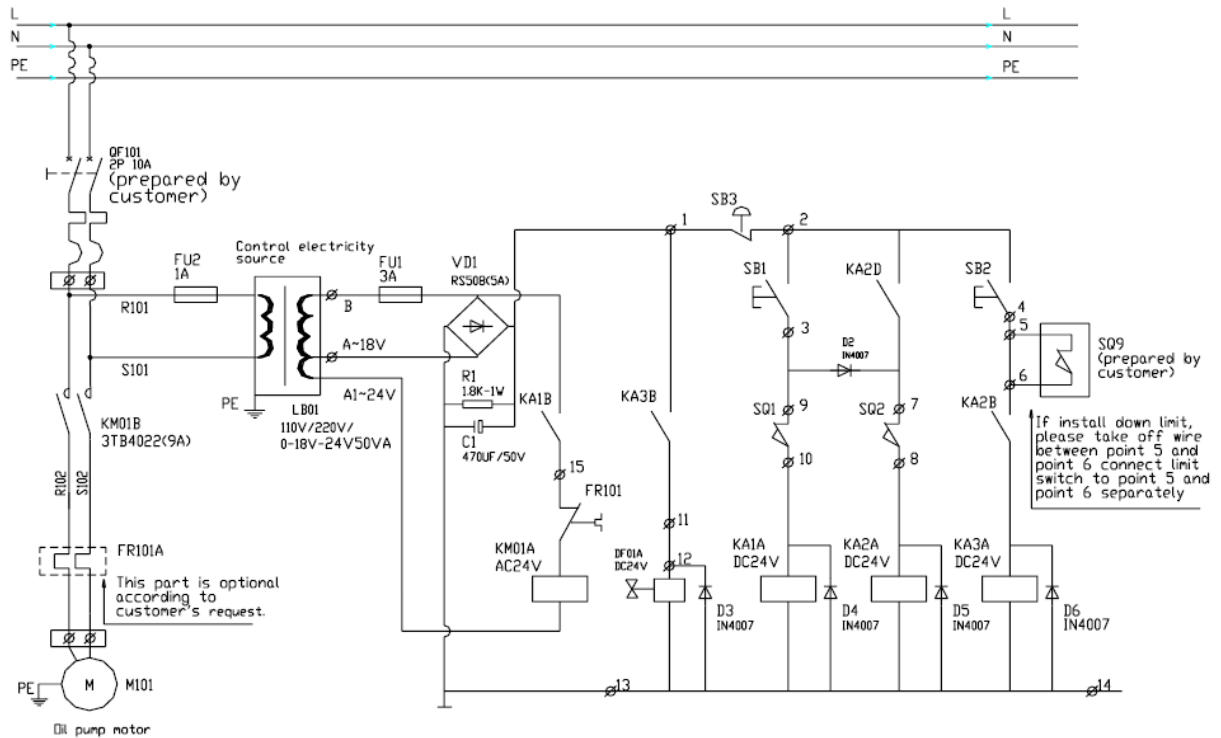 L
L
N
N
PE
PE
QF101
2P 10A
(prepared by
customer)
Control electricity
source
FU2
1A
FU1
3A
VD1
RS508(5A)
SB3
1
2
R101
S101
B
A~18V
A1~24V
PE
LB01
110V/220V/
0-18V-24V50VA
R1
1.8K-1W
C1
470UF/50V
KM01B
3TB4022(9A)
R102
S102
KA1B
15
FR101
KM01A
AC24V
KA3B
11
12
DF01A
DC24V
D3
IN4007
SB1
3
D2
IN4007
KA2D
SQ1
9
10
SQ2
7
8
KA1A
DC24V
D4
IN4007
KA2A
DC24V
D5
IN4007
SB2
4
5
6
SQ9
(prepared by
customer)
KA2B
If install down limit,
please take off wire
between point 5 and
point 6 connect limit
switch to point 5 and
point 6 separately
KA3A
DC24V
D6
IN4007
FR101A
This part is optional
according to
customer's request.
PE
M
M101
Oil pump motor
13
14